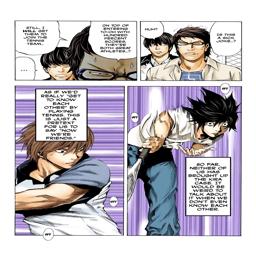 STILL, I
WILL GET
THEM TO
JOIN THE
TENNIS
TEAM.
....
ON TOP OF
ENTERING
TO-OH WITH
HUNDRED
PERCENT
SCORES,
THEY'RE
BOTH GREAT
ATHLETES...?
HUH?
IS THIS
A SICK
JOKE..?
AS IF WE'D
REALLY "GET
TO KNOW
EACH OTHER" BY
PLAYING
TENNIS. THIS
IS JUST A
PRETEXT
FOR US TO
SAY "NOW
WE'RE
FRIENDS."
SO FAR,
NEITHER OF
US HAS
BROUGHT UP
THE KIRA
CASE. IT
WOULD BE
WEIRD TO TALK
ABOUT IT WHEN
WE DON'T
EVEN KNOW
EACH OTHER.